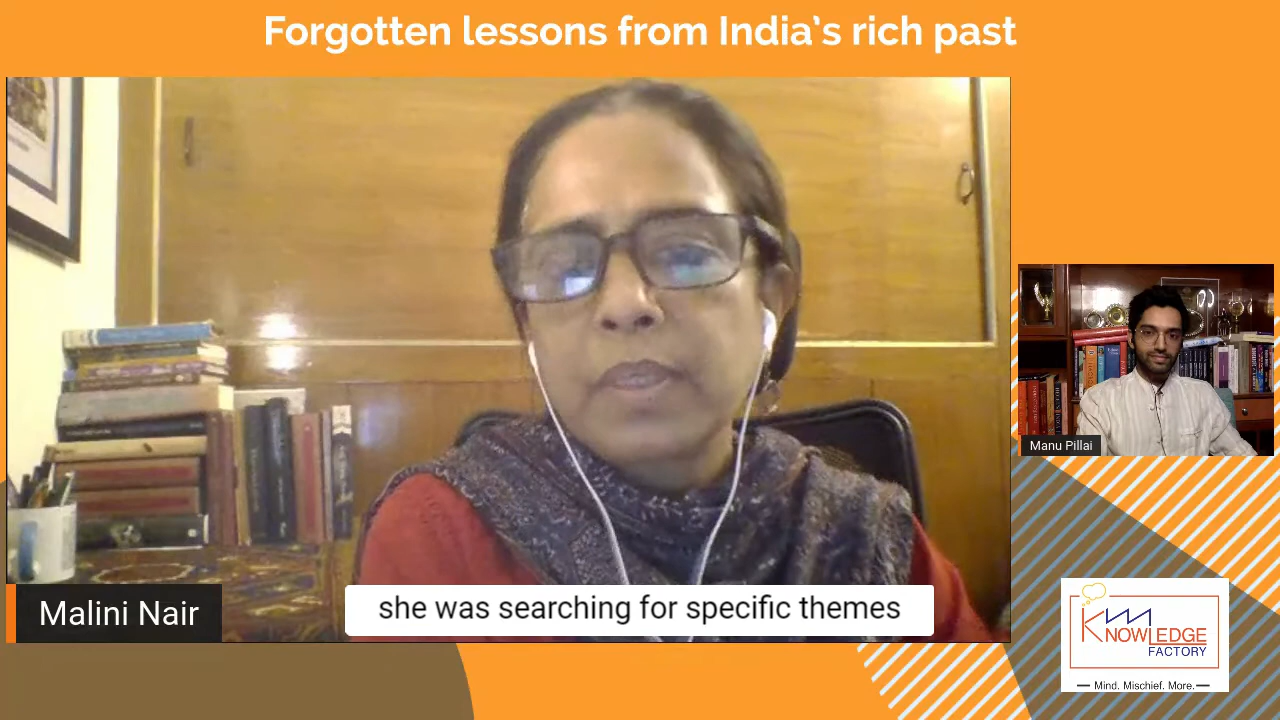 Forgotten lessons from India's rich past
Malini Nair
she was searching for specific themes
Manu Pillai
KNOWLEDGE
FACTORY
Mind. Mischief. More.